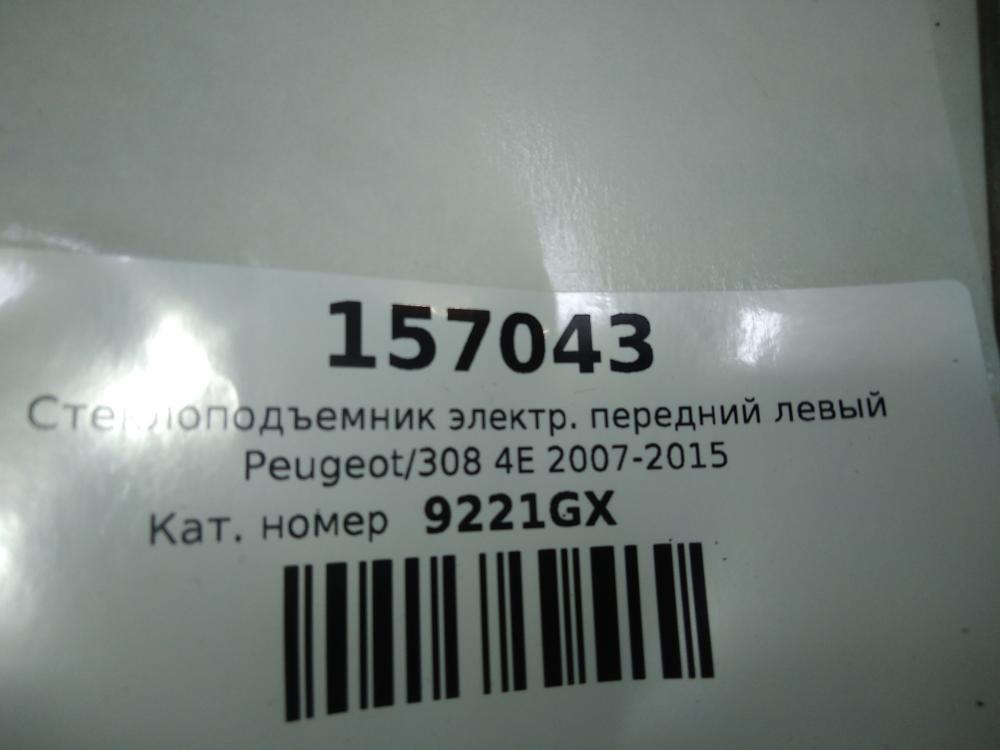 157043
Стеклоподъемник электр. передний левый
Peugeot/308 4E 2007-2015
Кат. номер 9221GX